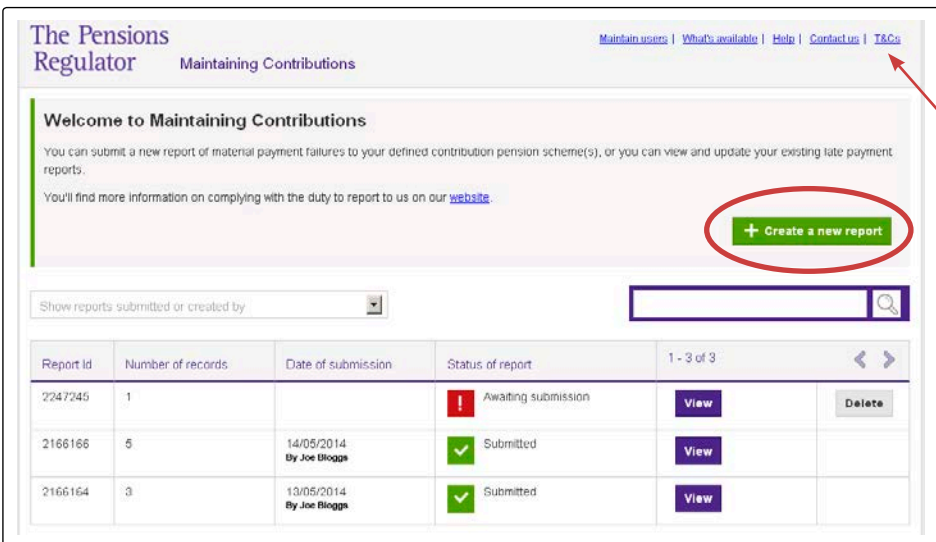 The Pensions
Regulator
Maintaining Contributions
Maintain users | What's available | Help | Contact us | T&Cs
Welcome to Maintaining Contributions
You can submit a new report of material payment failures to your defined contribution pension scheme(s), or you can view and update your existing late payment
reports.
You'll find more information on complying with the duty to report to us on our website.
+ Create a new report
Show reports submitted or created by
Report Id Number of records Date of submission Status of report 1 - 3 of 3
2247245 1 ! Awaiting submission View Delete
2166166 5 14/05/2014 Submitted View
By Joe Bloggs
2166164 3 13/05/2014 Submitted View
By Joe Bloggs